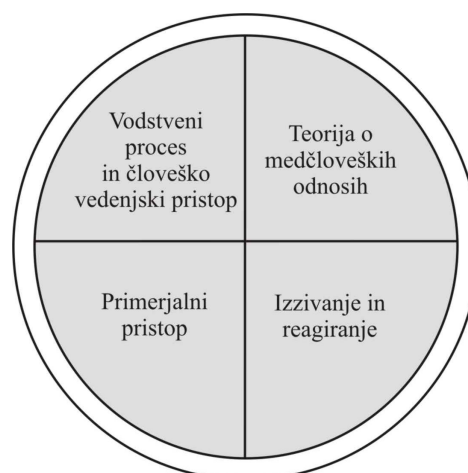 Vodstveni
proces
in človeško
vedenjski pristop
Teorija o
medčloveških
odnosih
Primerjalni
pristop
Izzivanje in
reagiranje